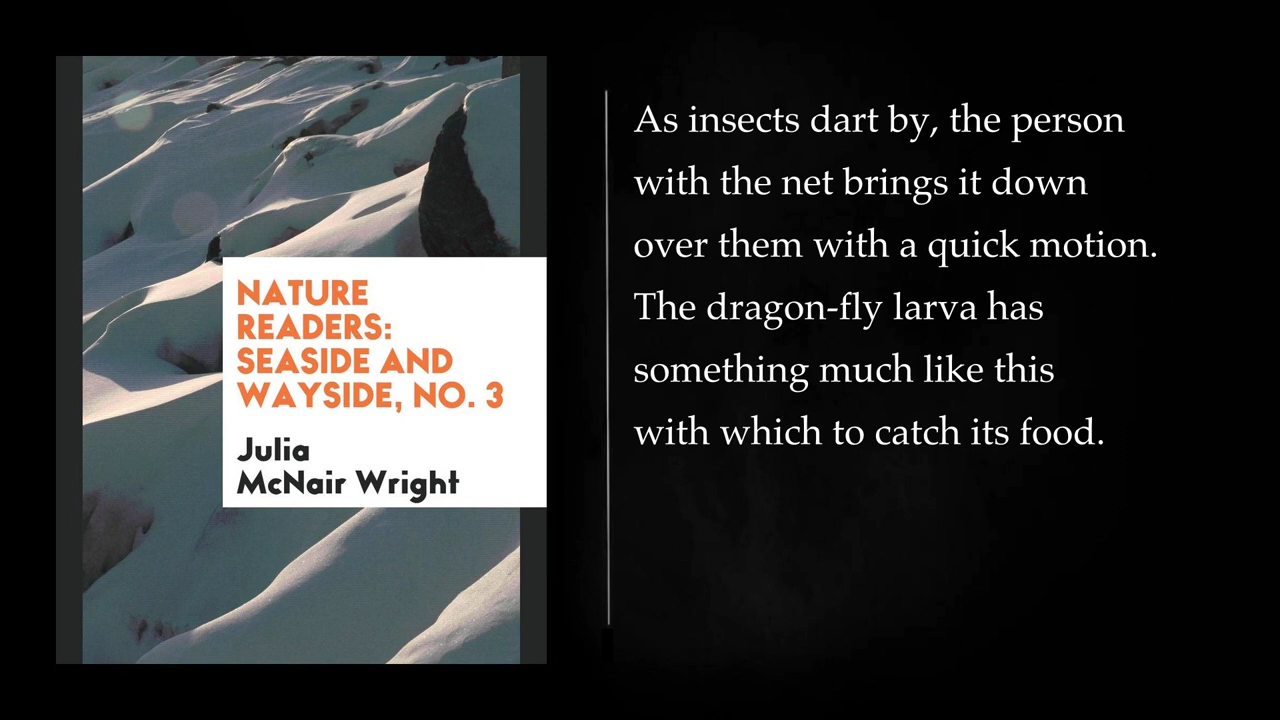 NATURE
READERS:
SEASIDE AND
WAYSIDE, NO. 3
Julia
McNair Wright
As insects dart by, the person
with the net brings it down
over them with a quick motion.
The dragon-fly larva has
something much like this
with which to catch its food.